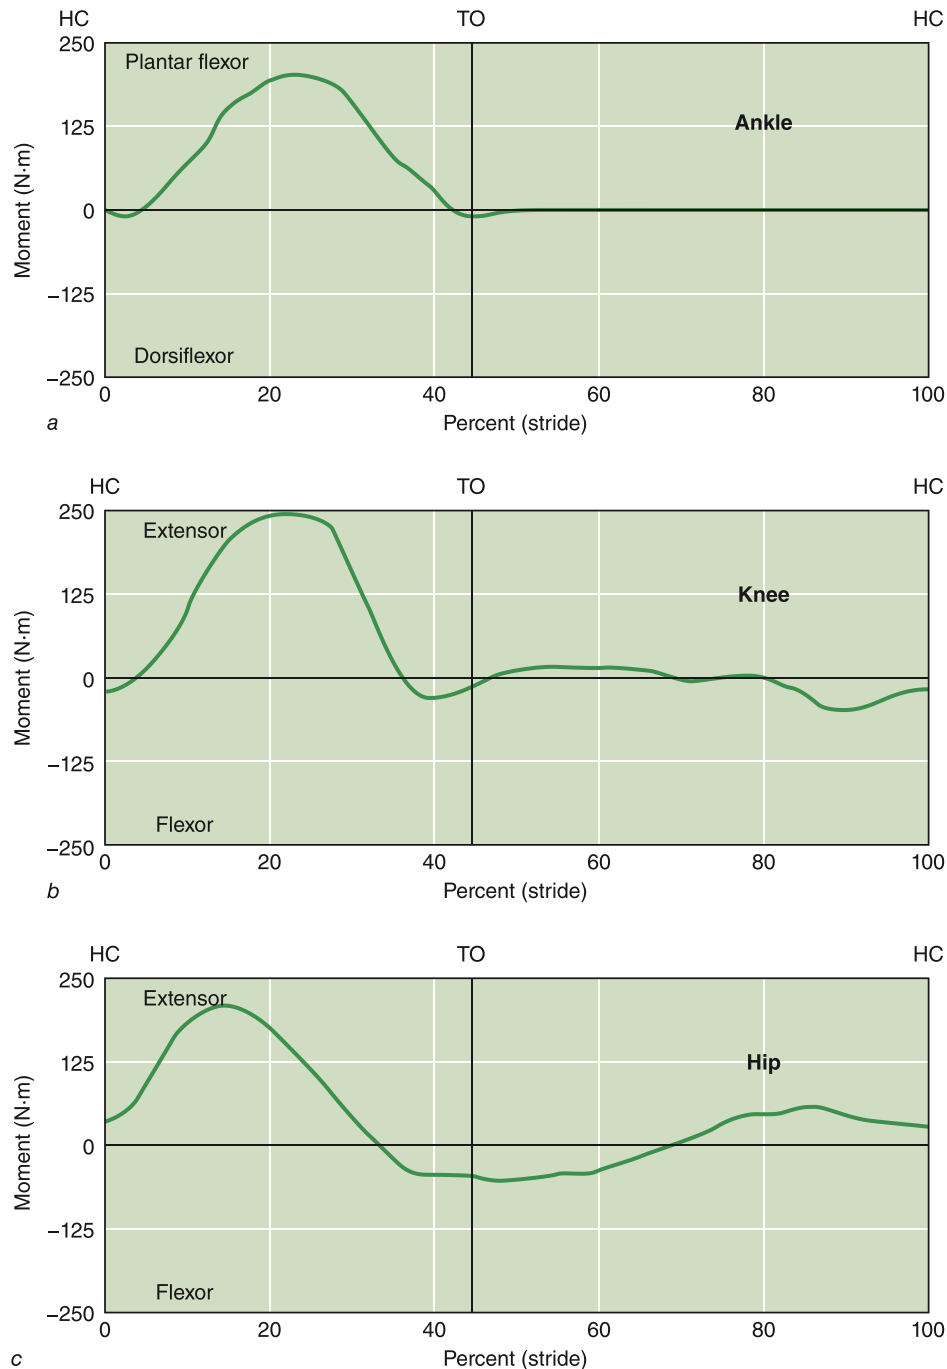 HC TO HC
250
Plantar flexor
125
Ankle
0
−125
Dorsiflexor
−250
0 20 40 60 80 100
Percent (stride)
Moment (N·m)
a
HC TO HC
250
Extensor
125
Knee
0
−125
Flexor
−250
0 20 40 60 80 100
Percent (stride)
Moment (N·m)
b
HC TO HC
250
Extensor
125
Hip
0
−125
Flexor
−250
0 20 40 60 80 100
Percent (stride)
Moment (N·m)
c